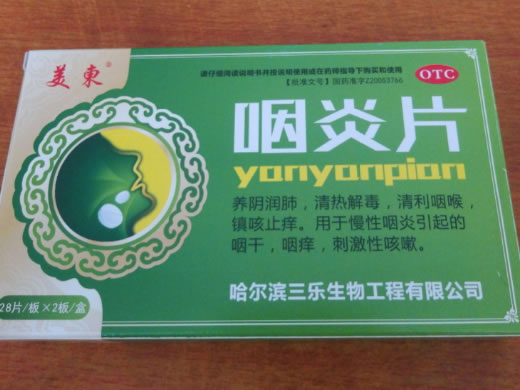 美東®
请仔细阅读说明书并按说明使用或在药师指导下购买和使用
【批准文号】国药准字Z20003766
OTC
咽炎片
yanyanpian
养阴润肺，清热解毒，清利咽喉，
镇咳止痒。用于慢性咽炎引起的
咽干，咽痒，刺激性咳嗽。
28片/板×2板/盒
哈尔滨三乐生物工程有限公司